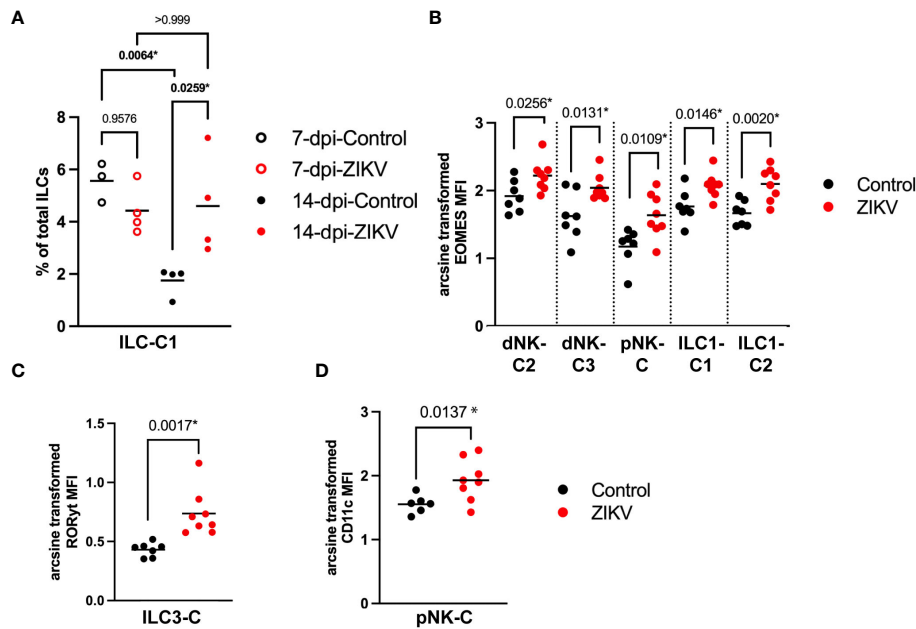 A
>0.999
0.0064*
0.0259*
0.9576
8
6
4
2
0
% of total ILCs
ILC-C1
7-dpi-Control
7-dpi-ZIKV
14-dpi-Control
14-dpi-ZIKV
B
0.0256*
0.0131*
0.0109*
0.0146*
0.0020*
3
2
1
0
arcsine transformed
EOMES MFI
dNK-
C2
dNK-
C3
pNK-
C
ILC1-
C1
ILC1-
C2
Control
ZIKV
C
0.0017*
1.5
1.0
0.5
0.0
arcsine transformed
RORyt MFI
ILC3-C
D
0.0137 *
3
2
1
0
arcsine transformed
CD11c MFI
pNK-C
Control
ZIKV